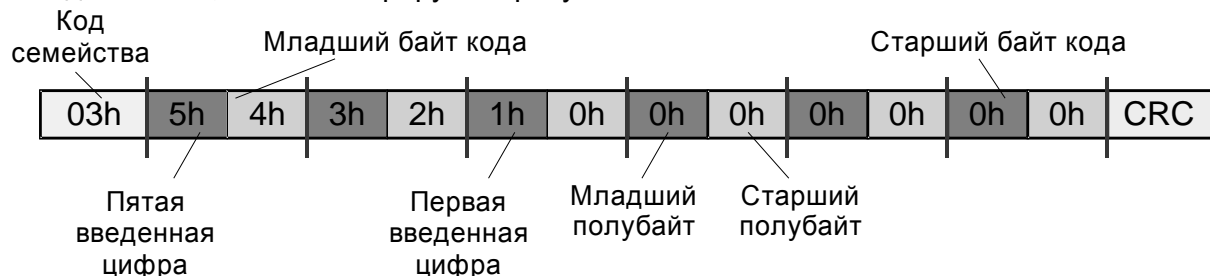 Код
семейства
Младший байт кода
Старший байт кода
03h 5h 4h 3h 2h 1h 0h 0h 0h 0h 0h 0h 0h CRC
Пятая
введенная
цифра
Первая
введенная
цифра
Младший
полубайт
Старший
полубайт